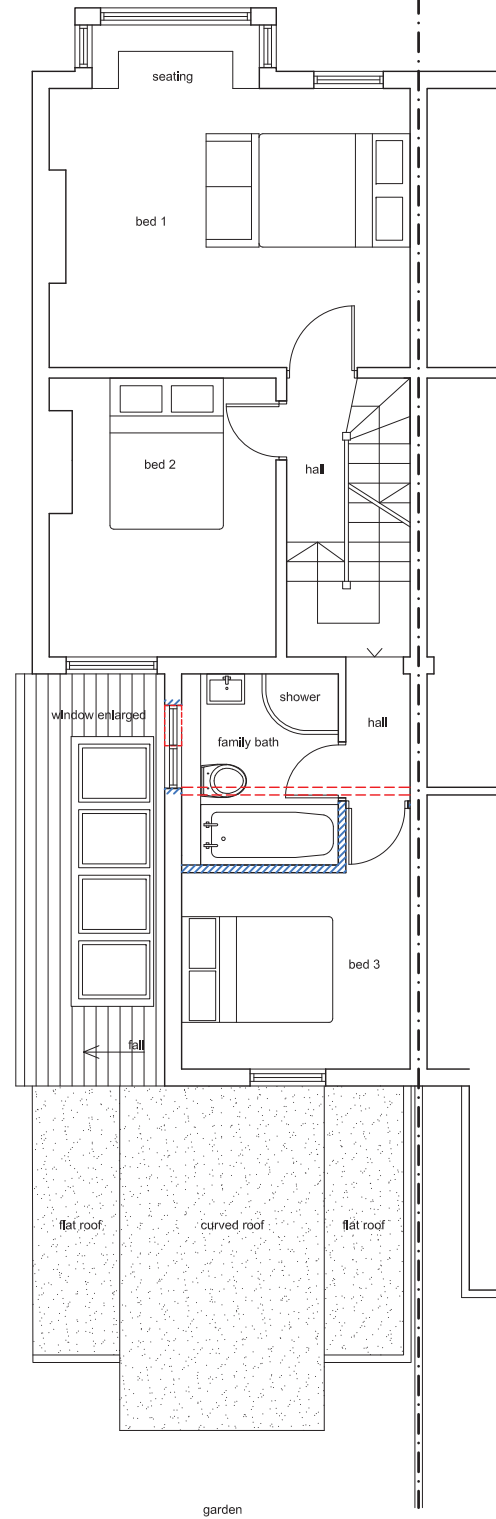 seating
bed 1
bed 2
hall
shower
window enlarged
hall
family bath
bed 3
fall
flat roof
curved roof
flat roof
garden